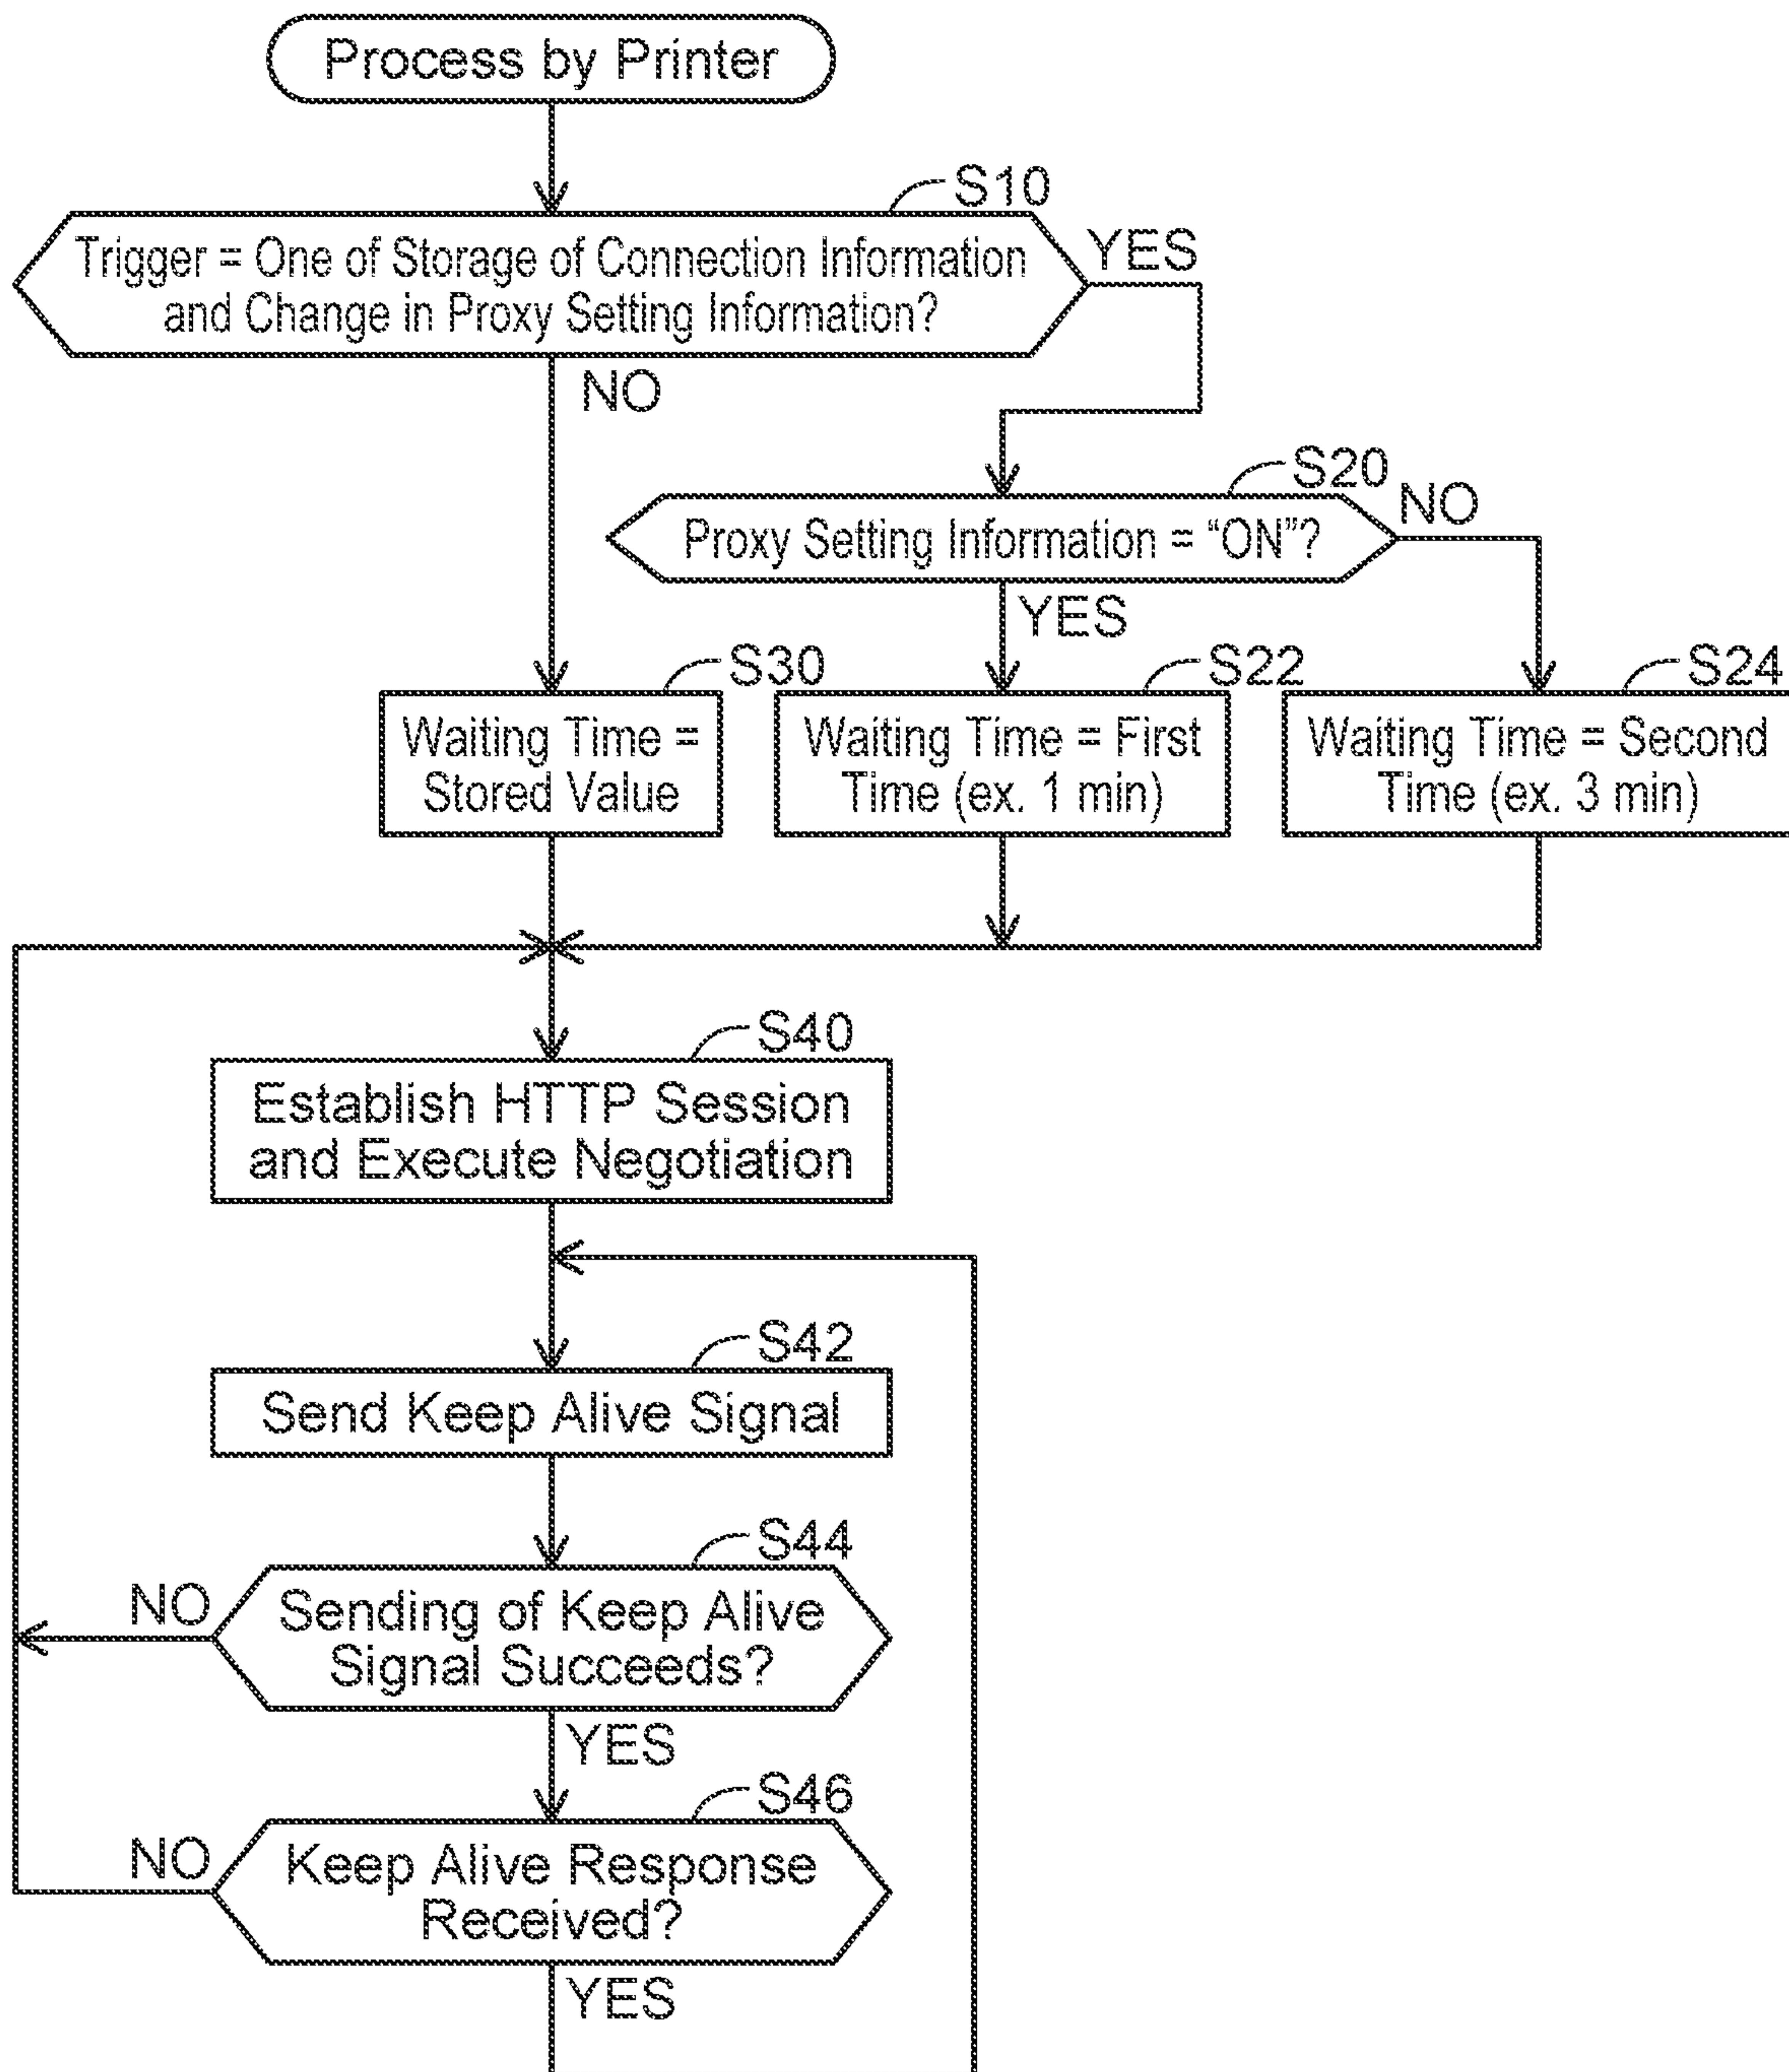 Process by Printer
S10
Trigger = One of Storage of Connection Information
and Change in Proxy Setting Information?
YES
NO
S20
Proxy Setting Information = “ON”?
NO
YES
S30
Waiting Time =
Stored Value
S22
Waiting Time = First
Time (ex. 1 min)
S24
Waiting Time = Second
Time (ex. 3 min)
S40
Establish HTTP Session
and Execute Negotiation
S42
Send Keep Alive Signal
S44
NO
Sending of Keep Alive
Signal Succeeds?
YES
S46
NO
Keep Alive Response
Received?
YES